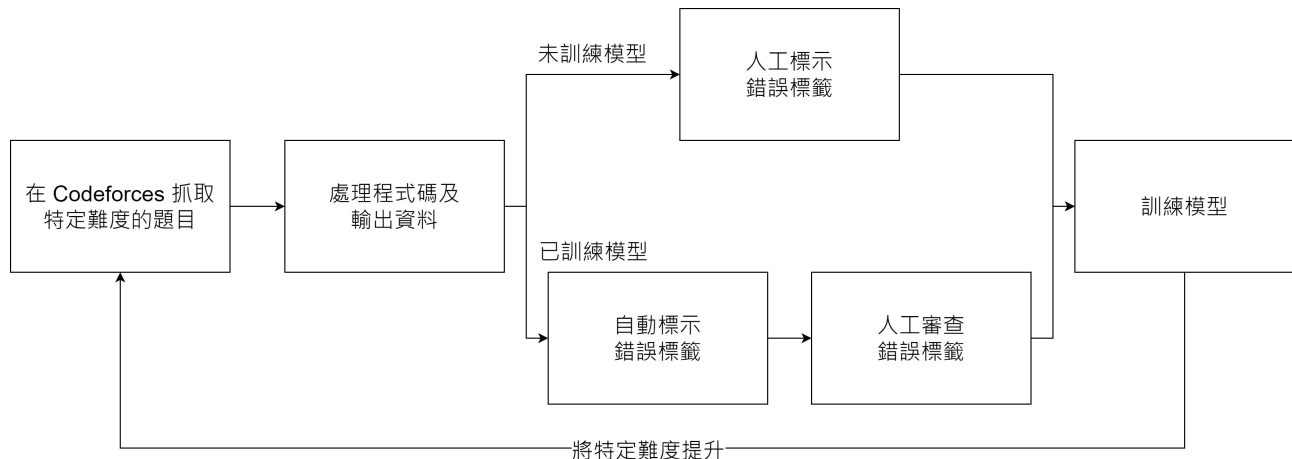 未訓練模型
人工標示
錯誤標籤
在 Codeforces 抓取
特定難度的題目
處理程式碼及
輸出資料
訓練模型
已訓練模型
自動標示
錯誤標籤
人工審查
錯誤標籤
將特定難度提升